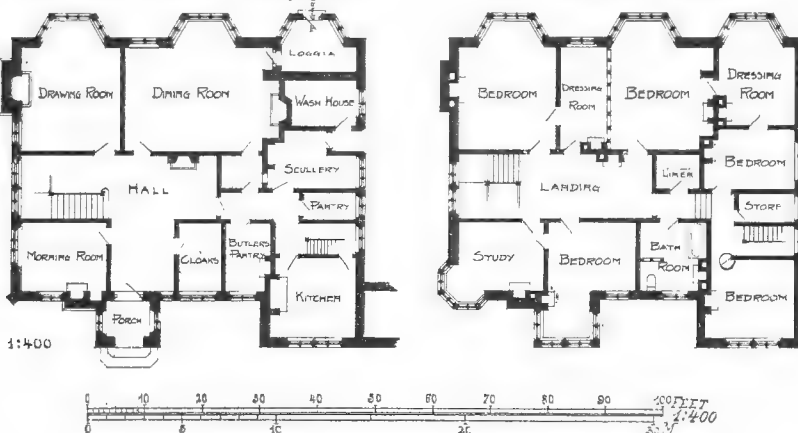 LOGGIA
DRAWING ROOM
DINING ROOM
WASH HOUSE
SCULLERY
HALL
PANTRY
MORNING ROOM
CLOAKS
BUTLERS
PANTRY
KITCHEN
PORCH
1:400
BEDROOM
DRESSING
ROOM
BEDROOM
DRESSING
ROOM
BEDROOM
LINEN
LANDING
STORE
STUDY
BEDROOM
BATH
ROOM
BEDROOM
0 10 20 30 40 50 60 70 80 90 100 FEET
1:400
0 5 10 20 30 M